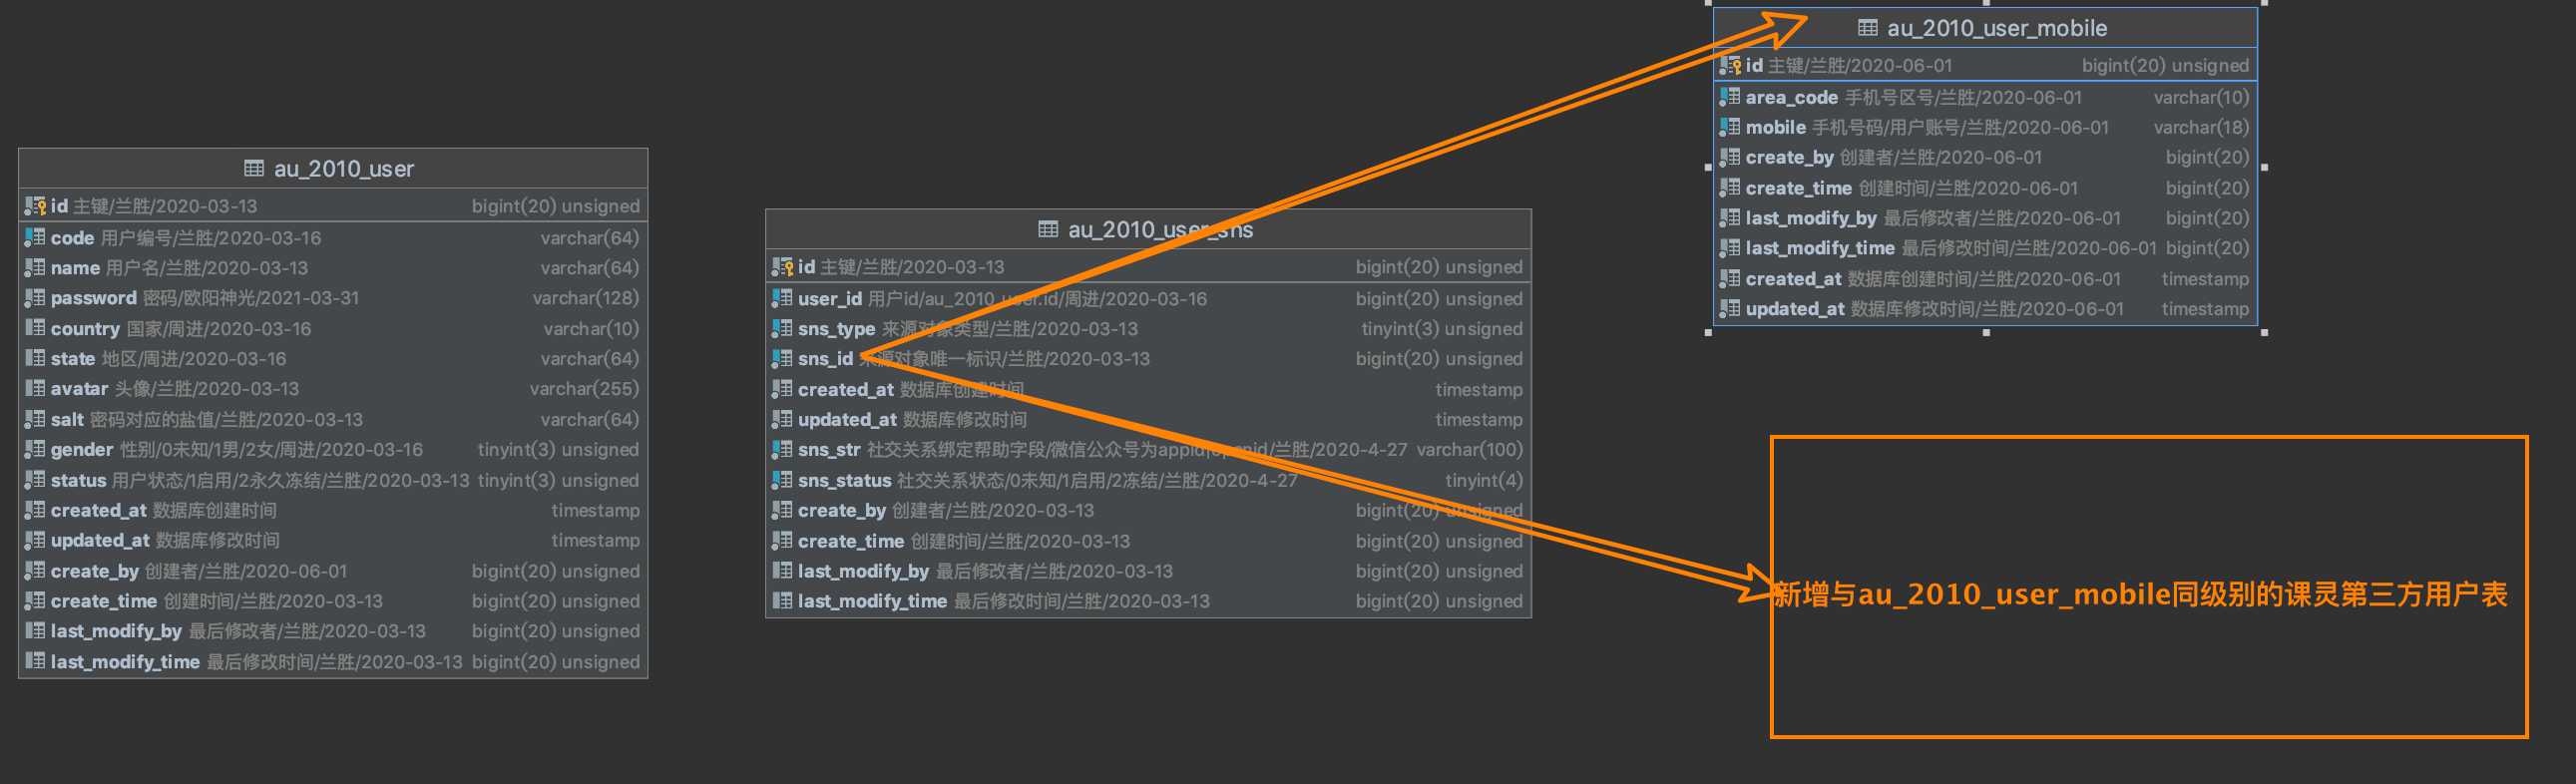 au_2010_user
id 主键/兰胜/2020-03-13 bigint(20) unsigned
code 用户编号/兰胜/2020-03-16 varchar(64)
name 用户名/兰胜/2020-03-13 varchar(64)
password 密码/欧阳神光/2021-03-31 varchar(128)
country 国家/周进/2020-03-16 varchar(10)
state 地区/周进/2020-03-16 varchar(64)
avatar 头像/兰胜/2020-03-13 varchar(255)
salt 密码对应的盐值/兰胜/2020-03-13 varchar(64)
gender 性别/0未知/1男/2女/周进/2020-03-16 tinyint(3) unsigned
status 用户状态/1启用/2永久冻结/兰胜/2020-03-13 tinyint(3) unsigned
created_at 数据库创建时间 timestamp
updated_at 数据库修改时间 timestamp
create_by 创建者/兰胜/2020-06-01 bigint(20) unsigned
create_time 创建时间/兰胜/2020-03-13 bigint(20) unsigned
last_modify_by 最后修改者/兰胜/2020-03-13 bigint(20) unsigned
last_modify_time 最后修改时间/兰胜/2020-03-13 bigint(20) unsigned
au_2010_user_sns
id 主键/兰胜/2020-03-13 bigint(20) unsigned
user_id 用户id/au_2010_user.id/周进/2020-03-16 bigint(20) unsigned
sns_type 来源对象类型/兰胜/2020-03-13 tinyint(3) unsigned
sns_id 来源对象唯一标识/兰胜/2020-03-13 bigint(20) unsigned
created_at 数据库创建时间 timestamp
updated_at 数据库修改时间 timestamp
sns_str 社交关系绑定帮助字段/微信公众号为appid|openid/兰胜/2020-4-27 varchar(100)
sns_status 社交关系状态/0未知/1启用/2冻结/兰胜/2020-4-27 tinyint(4)
create_by 创建者/兰胜/2020-03-13 bigint(20) unsigned
create_time 创建时间/兰胜/2020-03-13 bigint(20) unsigned
last_modify_by 最后修改者/兰胜/2020-03-13 bigint(20) unsigned
last_modify_time 最后修改时间/兰胜/2020-03-13 bigint(20) unsigned
au_2010_user_mobile
id 主键/兰胜/2020-06-01 bigint(20) unsigned
area_code 手机号区号/兰胜/2020-06-01 varchar(10)
mobile 手机号码/用户账号/兰胜/2020-06-01 varchar(18)
create_by 创建者/兰胜/2020-06-01 bigint(20)
create_time 创建时间/兰胜/2020-06-01 bigint(20)
last_modify_by 最后修改者/兰胜/2020-06-01 bigint(20)
last_modify_time 最后修改时间/兰胜/2020-06-01 bigint(20)
created_at 数据库创建时间/兰胜/2020-06-01 timestamp
updated_at 数据库修改时间/兰胜/2020-06-01 timestamp
新增与au_2010_user_mobile同级别的课灵第三方用户表